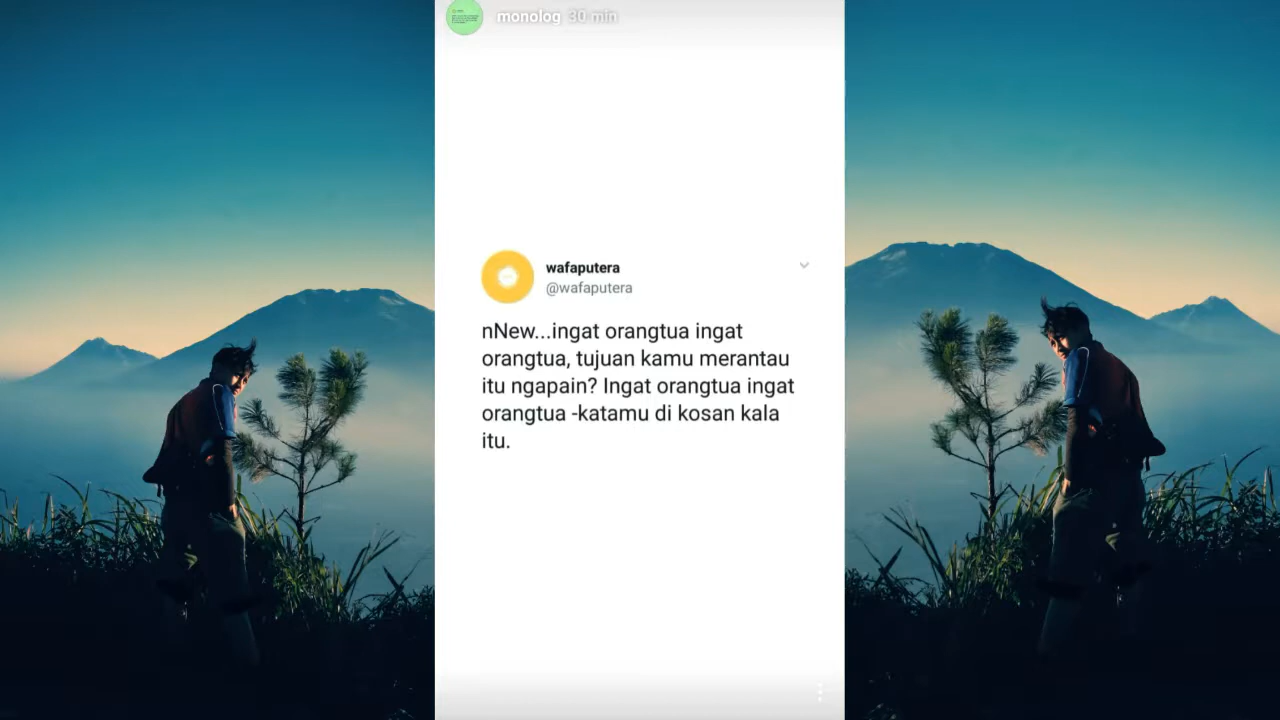 monolog 30 min
wafaputera
@wafaputera
nNew...ingat orangtua ingat
orangtua, tujuan kamu merantau
itu ngapain? Ingat orangtua ingat
orangtua -katamu di kosan kala
itu.